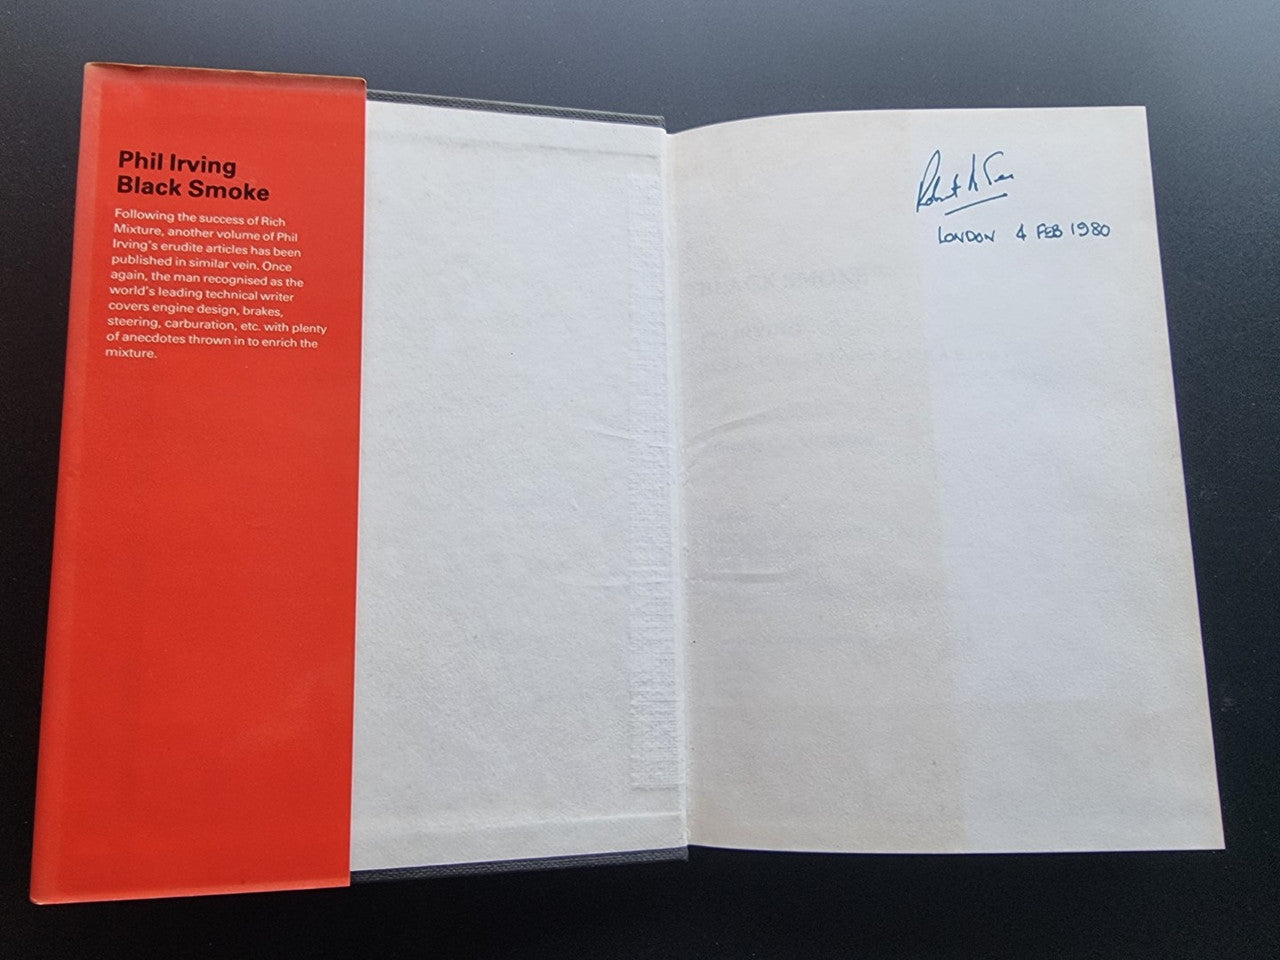 Phil Irving
Black Smoke
Following the success of Rich
Mixture, another volume of Phil
Irving's erudite articles has been
published in similar vein. Once
again, the man recognised as the
world's leading technical writer
covers engine design, brakes,
steering, carburation, etc. with plenty
of anecdotes thrown in to enrich the
mixture.
Robert
LONDON 4 FEB 1980